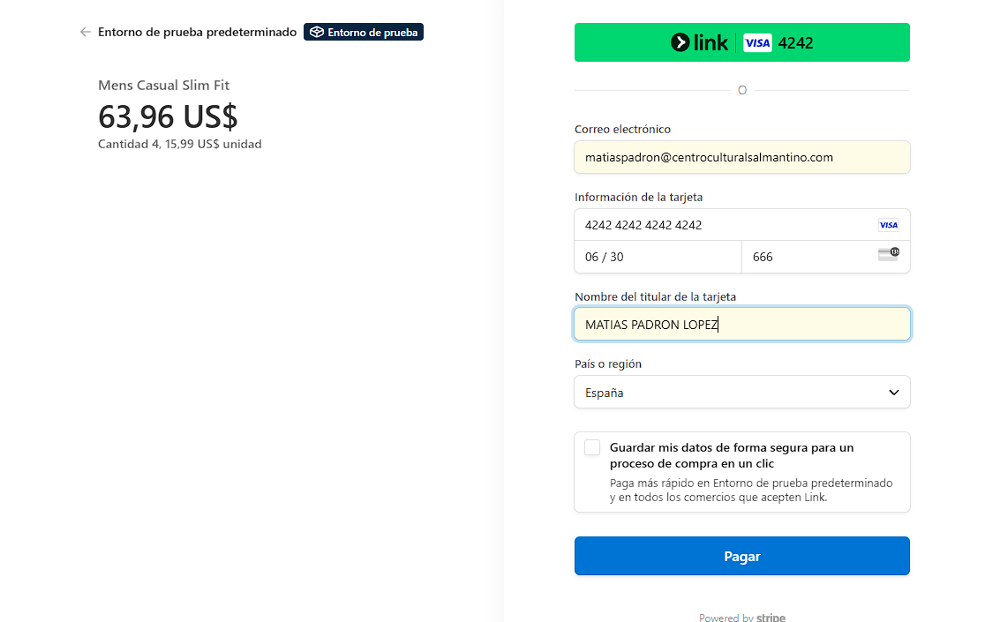 Entorno de prueba predeterminado Entorno de prueba
Mens Casual Slim Fit
63,96 US$
Cantidad 4, 15,99 US$ unidad
link VISA 4242
O
Correo electrónico
matiaspadron@centroculturalsalmantino.com
Información de la tarjeta
4242 4242 4242 4242 VISA
06 / 30 666
Nombre del titular de la tarjeta
MATIAS PADRON LOPEZ
País o región
España
Guardar mis datos de forma segura para un
proceso de compra en un clic
Paga más rápido en Entorno de prueba predeterminado
y en todos los comercios que acepten Link.
Pagar
Powered by stripe